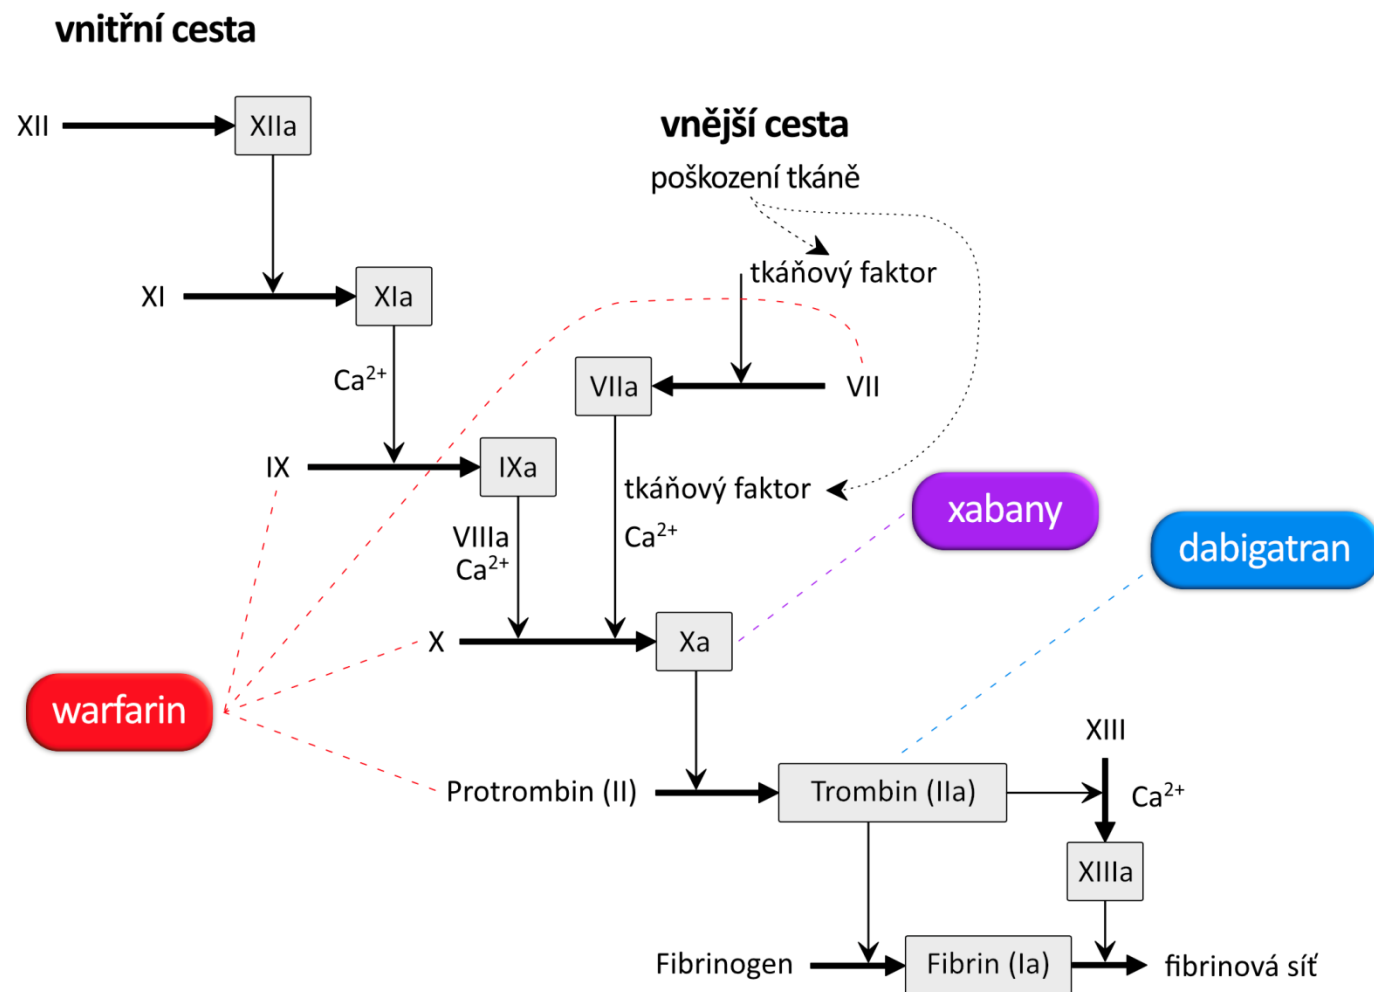 vnitřní cesta
XII
XIIa
vnější cesta
poškození tkáně
tkáňový faktor
XI
XIa
Ca²⁺
VIIa
VII
IX
IXa
tkáňový faktor
Ca²⁺
VIIIa
Ca²⁺
xabany
dabigatran
X
Xa
warfarin
XIII
Protrombin (II)
Trombin (IIa)
Ca²⁺
XIIIa
Fibrinogen
Fibrin (Ia)
fibrinová síť